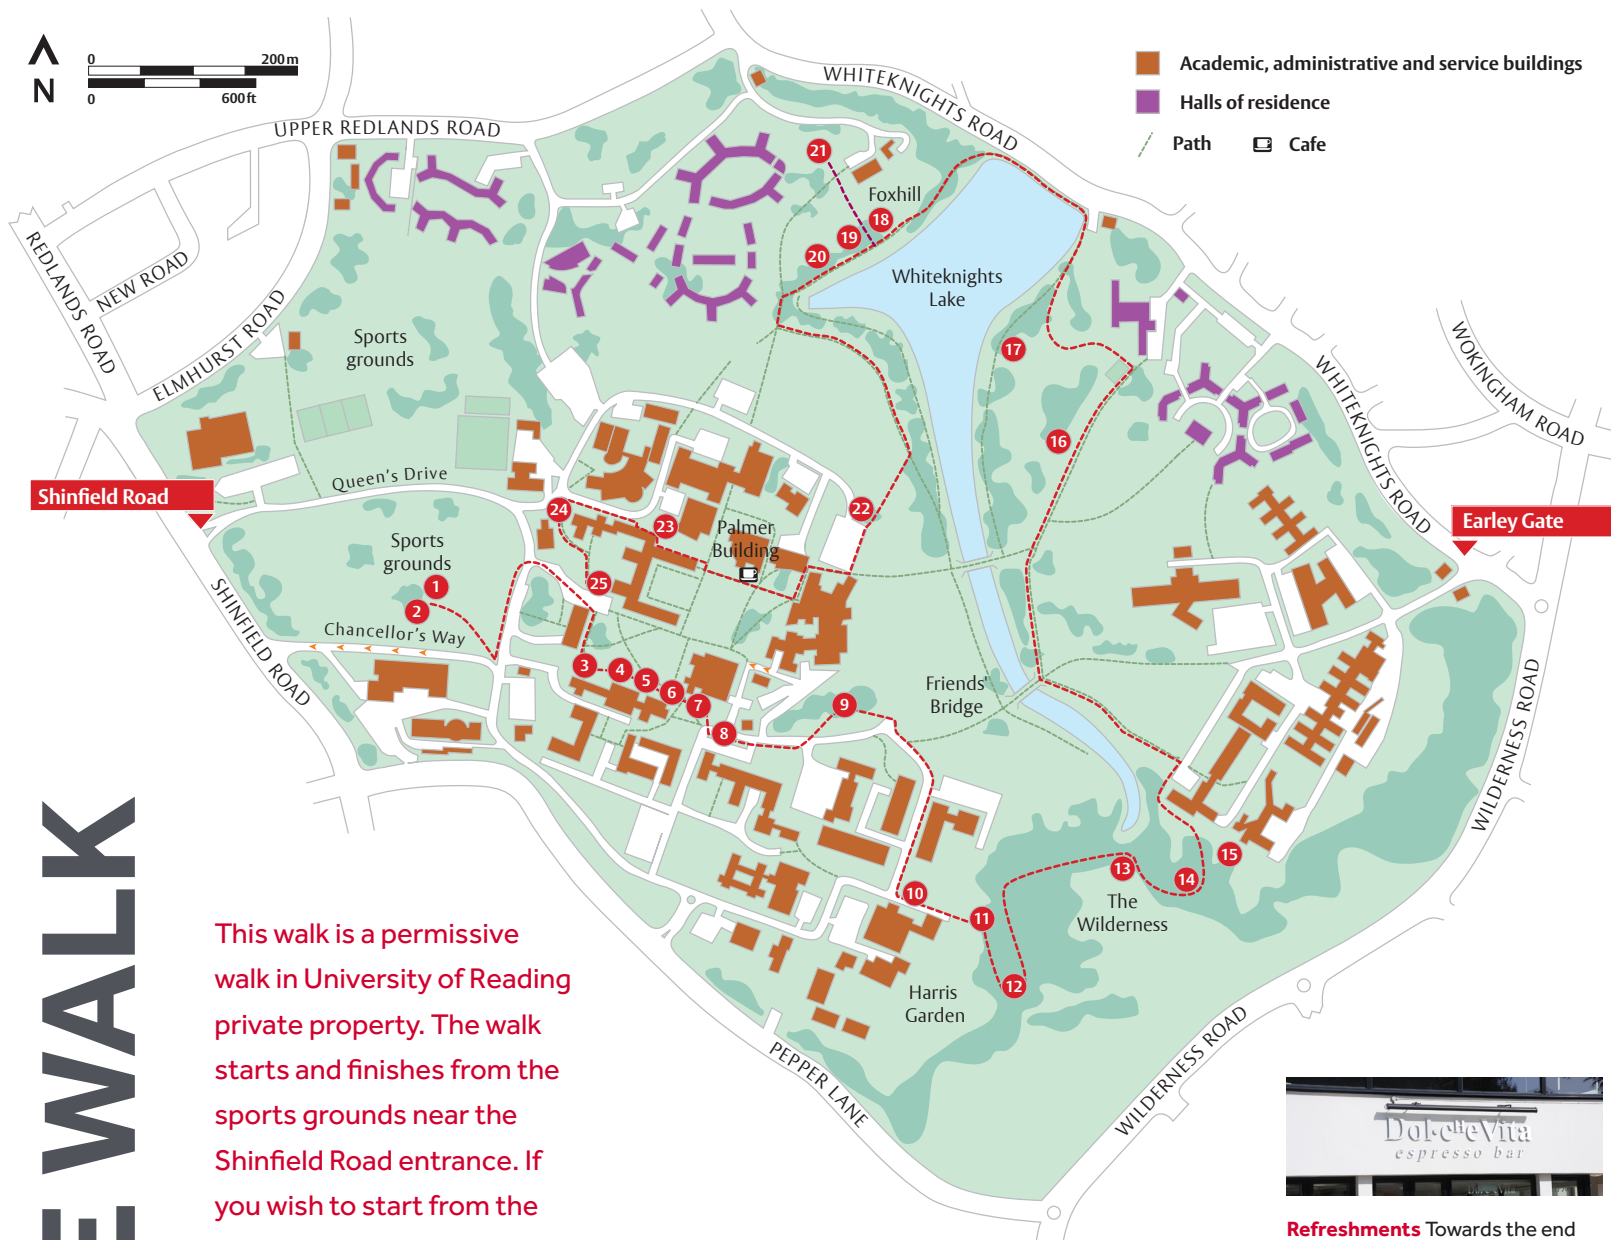 N
0
200 m
0
600 ft
UPPER REDLANDS ROAD
WHITEKNIGHTS ROAD
Academic, administrative and service buildings
Halls of residence
Path
Cafe
REDLANDS ROAD
NEW ROAD
ELMHURST ROAD
Sports
grounds
21
Foxhill
18
19
20
Whiteknights
Lake
17
16
WHITEKNIGHTS ROAD
WOKINGHAM ROAD
Queen's Drive
Shinfield Road
Earley Gate
24
23
22
Palmer
Building
Sports
grounds
1
2
25
Chancellor's Way
SHINFIELD ROAD
3
4
5
6
7
8
9
Friends'
Bridge
WILDERNESS ROAD
10
11
12
13
14
15
The
Wilderness
Harris
Garden
PEPPER LANE
WILDERNESS ROAD
E WALK
This walk is a permissive
walk in University of Reading
private property. The walk
starts and finishes from the
sports grounds near the
Shinfield Road entrance. If
you wish to start from the
Dol·cHeVita
espresso bar
Refreshments Towards the end